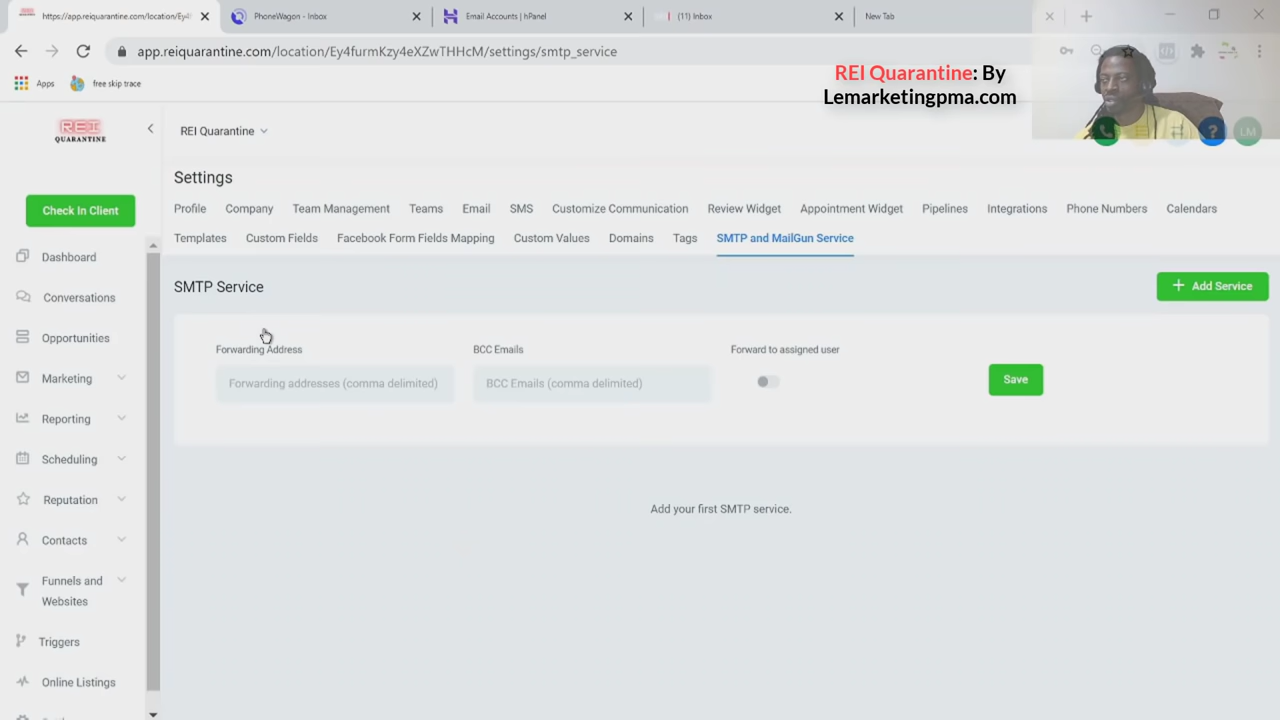 https://app.reiquarantine.com/location/Ey4
PhoneWagon - Inbox
Email Accounts | hPanel
(11) Inbox
New Tab
app.reiquarantine.com/location/Ey4furmKzy4eXZwTHHcM/settings/smtp_service
Apps
free skip trace
REI Quarantine: By
Lemarketingpma.com
REI
QUARANTINE
REI Quarantine
?
LM
Settings
Check In Client
Profile Company Team Management Teams Email SMS Customize Communication Review Widget Appointment Widget Pipelines Integrations Phone Numbers Calendars
Templates Custom Fields Facebook Form Fields Mapping Custom Values Domains Tags SMTP and MailGun Service
Dashboard
Conversations
Opportunities
Marketing
Reporting
Scheduling
Reputation
Contacts
Funnels and
Websites
Triggers
Online Listings
SMTP Service
+ Add Service
Forwarding Address
BCC Emails
Forward to assigned user
Forwarding addresses (comma delimited)
BCC Emails (comma delimited)
Save
Add your first SMTP service.